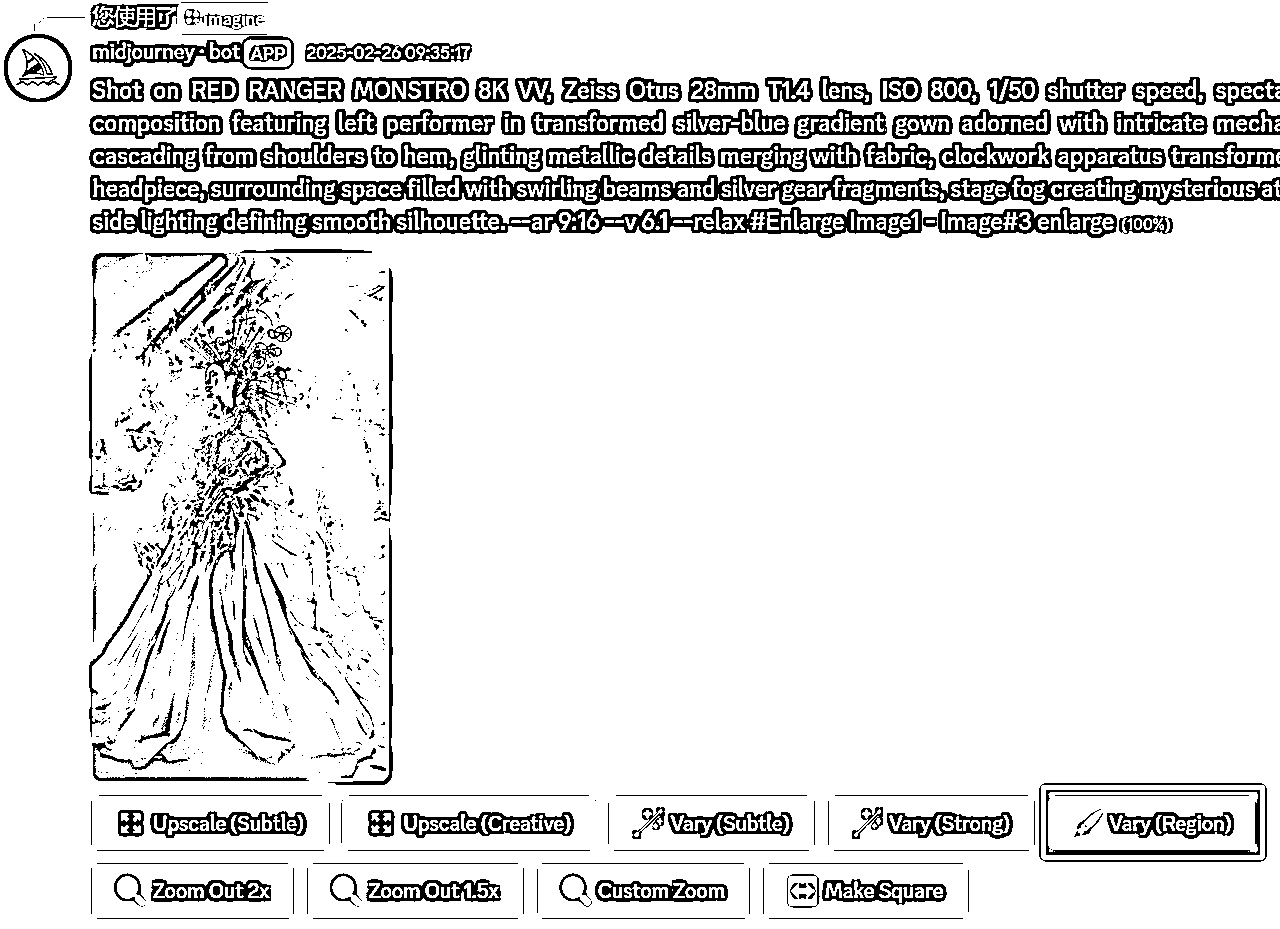 您使用了 imagine
midjourney-bot APP 2025-02-26 09:35:17
Shot on RED RANGER MONSTRO 8K VV, Zeiss Otus 28mm T1.4 lens, ISO 800, 1/50 shutter speed, specta
composition featuring left performer in transformed silver-blue gradient gown adorned with intricate mecha
cascading from shoulders to hem, glinting metallic details merging with fabric, clockwork apparatus transforme
headpiece, surrounding space filled with swirling beams and silver gear fragments, stage fog creating mysterious at
side lighting defining smooth silhouette. --ar 9:16 --v 6.1 --relax #Enlarge Image1 - Image#3 enlarge (100%)
Upscale (Subtle) Upscale (Creative) Vary (Subtle) Vary (Strong) Vary (Region)
Zoom Out 2x Zoom Out 1.5x Custom Zoom Make Square